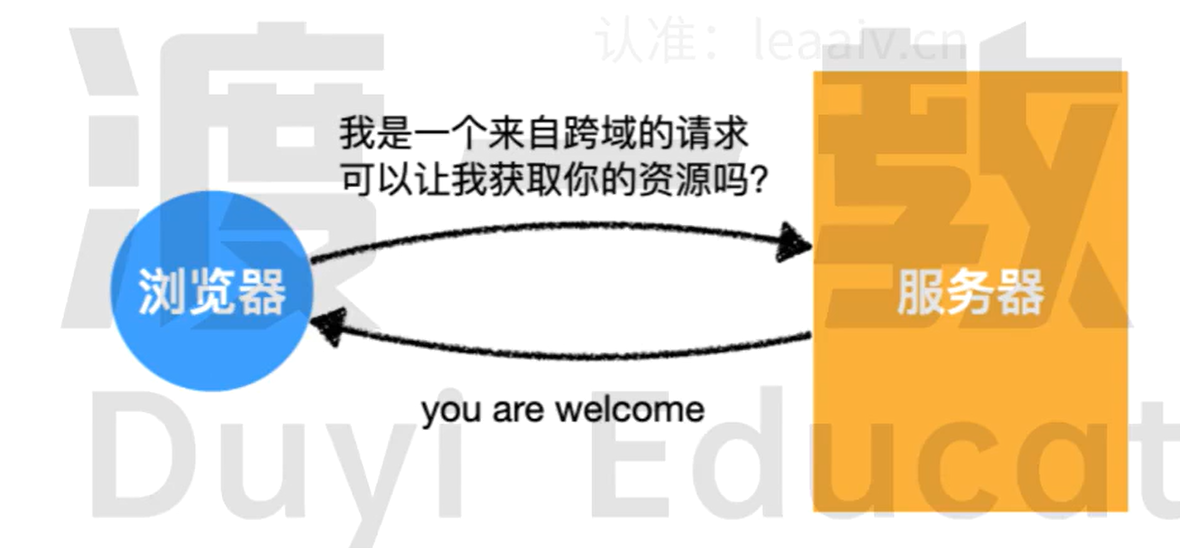 认准：leaaiv.cn
我是一个来自跨域的请求
可以让我获取你的资源吗?
浏览器
服务器
you are welcome
渡一教
Duyi Educat